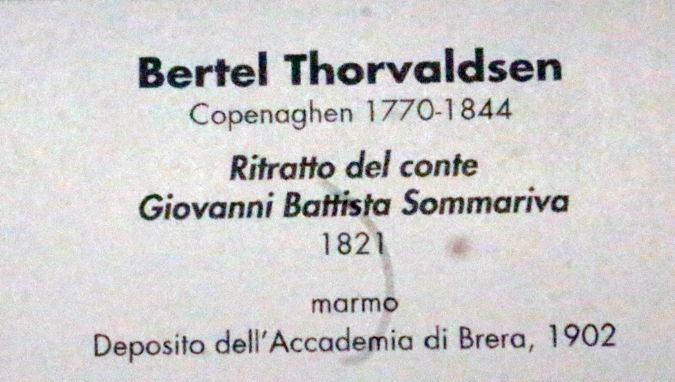 Bertel Thorvaldsen
Copenaghen 1770-1844
Ritratto del conte
Giovanni Battista Sommariva
1821
marmo
Deposito dell'Accademia di Brera, 1902